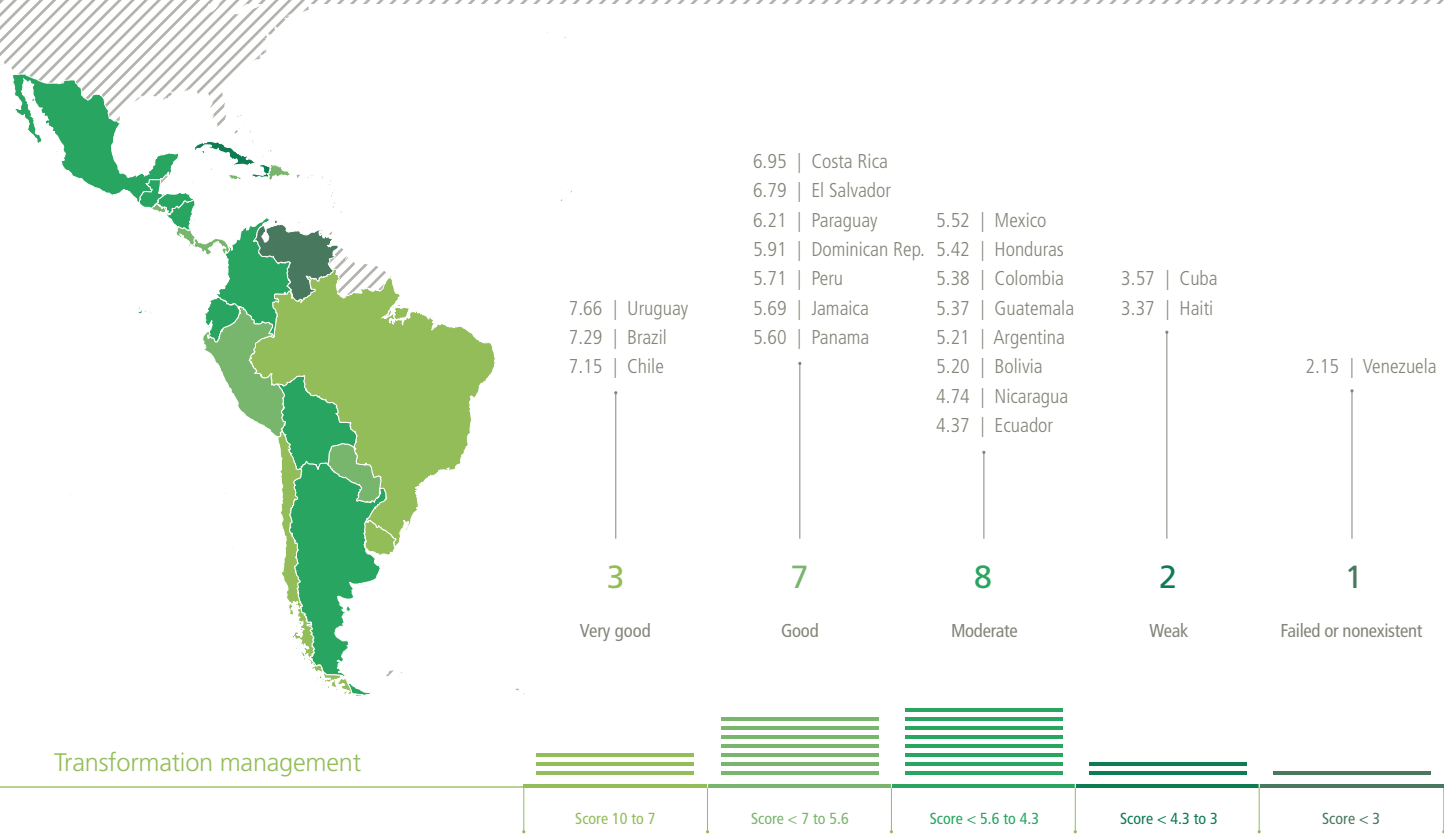 7.66 | Uruguay
7.29 | Brazil
7.15 | Chile
3
Very good
6.95 | Costa Rica
6.79 | El Salvador
6.21 | Paraguay
5.91 | Dominican Rep.
5.71 | Peru
5.69 | Jamaica
5.60 | Panama
7
Good
5.52 | Mexico
5.42 | Honduras
5.38 | Colombia
5.37 | Guatemala
5.21 | Argentina
5.20 | Bolivia
4.74 | Nicaragua
4.37 | Ecuador
8
Moderate
3.57 | Cuba
3.37 | Haiti
2
Weak
2.15 | Venezuela
1
Failed or nonexistent
Transformation management
Score 10 to 7
Score < 7 to 5.6
Score < 5.6 to 4.3
Score < 4.3 to 3
Score < 3